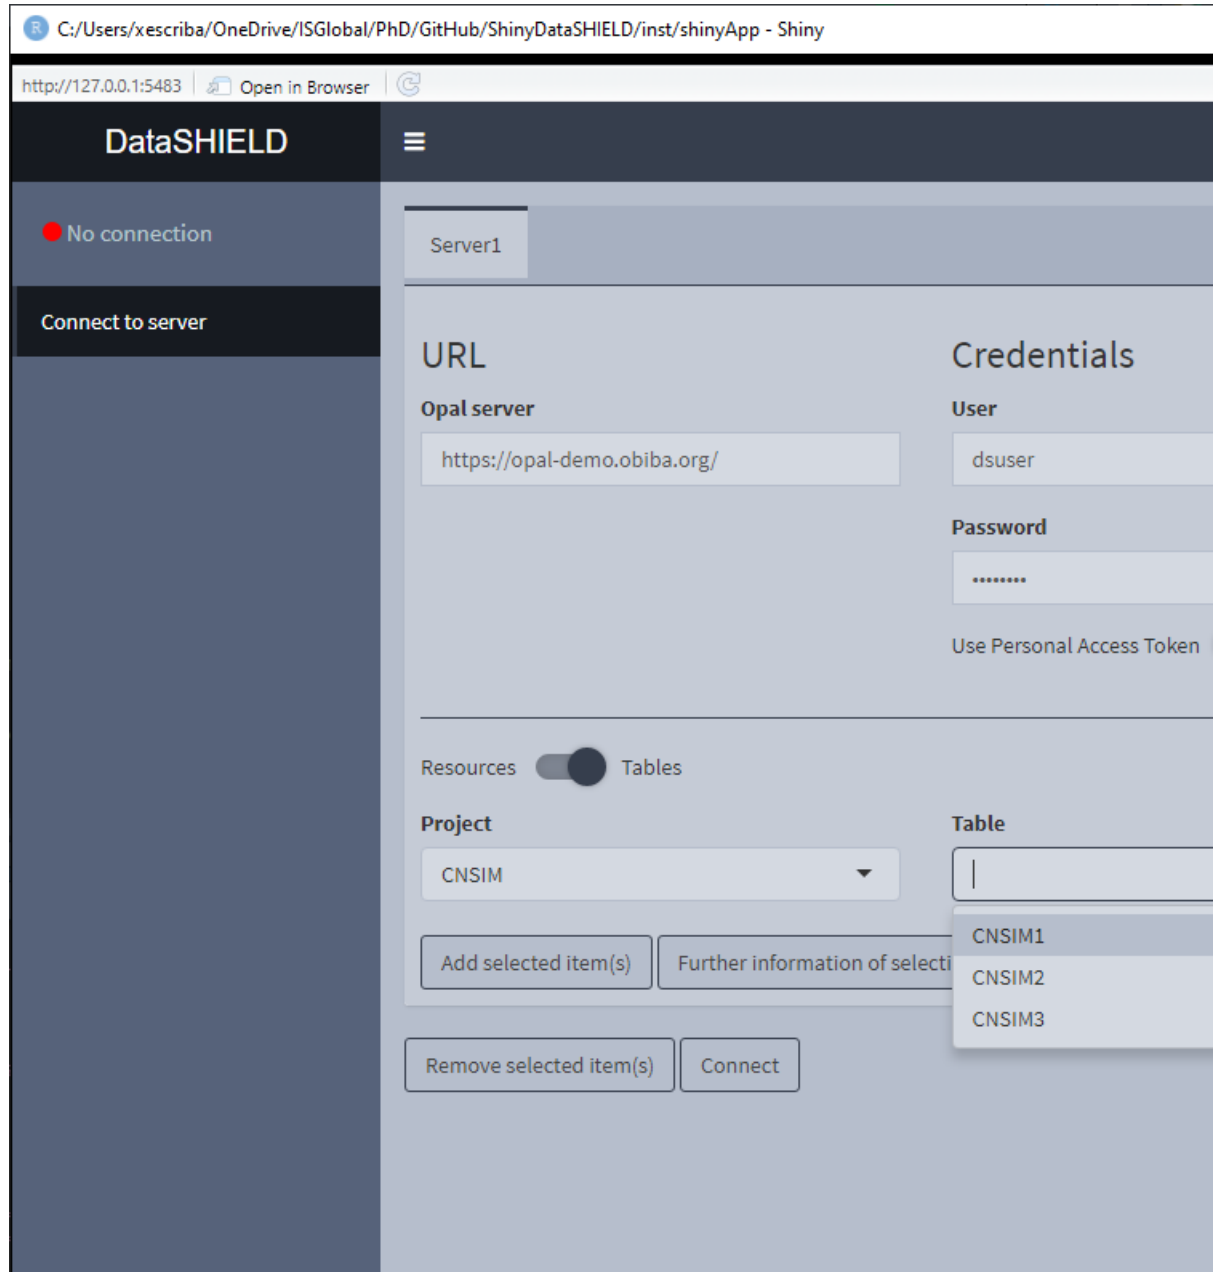 C:/Users/xescriba/OneDrive/ISGlobal/PhD/GitHub/ShinyDataSHIELD/inst/shinyApp - Shiny
http://127.0.0.1:5483 Open in Browser
DataSHIELD
No connection
Server1
Connect to server
URL Credentials
Opal server User
https://opal-demo.obiba.org/ dsuser
Password
••••••••
Use Personal Access Token
Resources Tables
Project Table
CNSIM
CNSIM1
Add selected item(s) Further information of selecti
CNSIM2
CNSIM3
Remove selected item(s) Connect